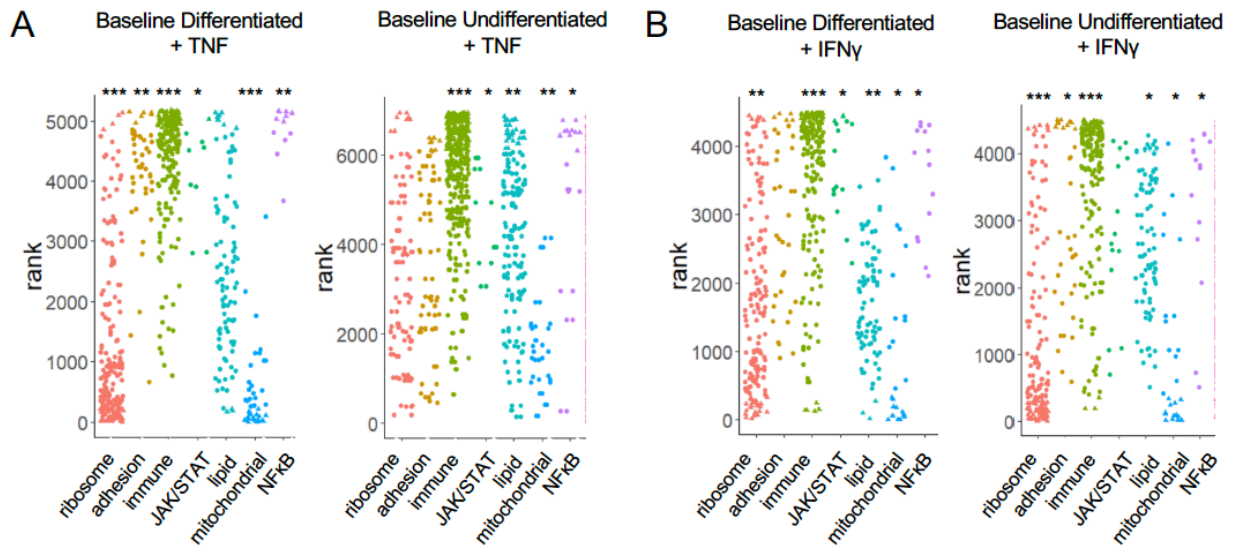 A
Baseline Differentiated
+ TNF
*** ** *** * *** **
rank
5000
4000
3000
2000
1000
0
ribosome
adhesion
immune
JAK/STAT
lipid
mitochondrial
NFκB
Baseline Undifferentiated
+ TNF
*** * ** ** *
rank
6000
4000
2000
0
ribosome
adhesion
immune
JAK/STAT
lipid
mitochondrial
NFκB
B
Baseline Differentiated
+ IFNγ
** *** * ** * *
rank
4000
3000
2000
1000
0
ribosome
adhesion
immune
JAK/STAT
lipid
mitochondrial
NFκB
Baseline Undifferentiated
+ IFNγ
*** * *** * * *
rank
4000
3000
2000
1000
0
ribosome
adhesion
immune
JAK/STAT
lipid
mitochondrial
NFκB